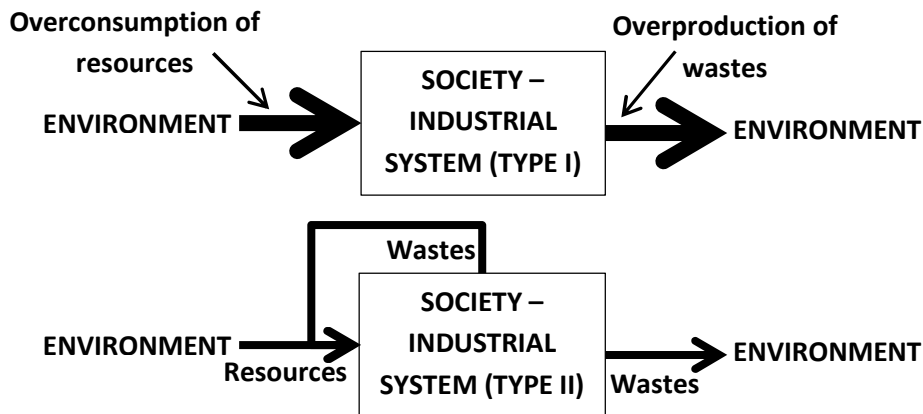 Overconsumption of
resources
Overproduction of
wastes
ENVIRONMENT
SOCIETY –
INDUSTRIAL
SYSTEM (TYPE I)
ENVIRONMENT
Wastes
ENVIRONMENT
Resources
SOCIETY –
INDUSTRIAL
SYSTEM (TYPE II)
Wastes
ENVIRONMENT